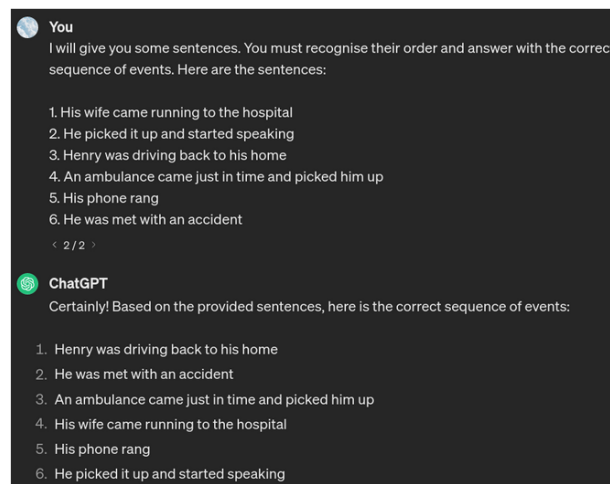 You
I will give you some sentences. You must recognise their order and answer with the correc
sequence of events. Here are the sentences:
1. His wife came running to the hospital
2. He picked it up and started speaking
3. Henry was driving back to his home
4. An ambulance came just in time and picked him up
5. His phone rang
6. He was met with an accident
< 2/2 >
ChatGPT
Certainly! Based on the provided sentences, here is the correct sequence of events:
1. Henry was driving back to his home
2. He was met with an accident
3. An ambulance came just in time and picked him up
4. His wife came running to the hospital
5. His phone rang
6. He picked it up and started speaking